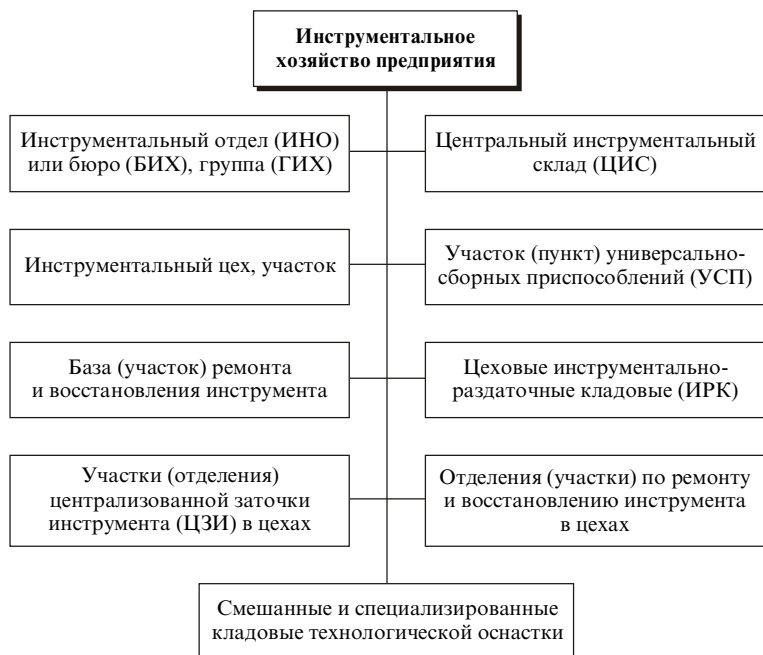 Инструментальное
хозяйство предприятия
Инструментальный отдел (ИНО)
или бюро (БИХ), группа (ГИХ)
Центральный инструментальный
склад (ЦИС)
Инструментальный цех, участок
Участок (пункт) универсально-
сборных приспособлений (УСП)
База (участок) ремонта
и восстановления инструмента
Цеховые инструментально-
раздаточные кладовые (ИРК)
Участки (отделения)
централизованной заточки
инструмента (ЦЗИ) в цехах
Отделения (участки) по ремонту
и восстановлению инструмента
в цехах
Смешанные и специализированные
кладовые технологической оснастки